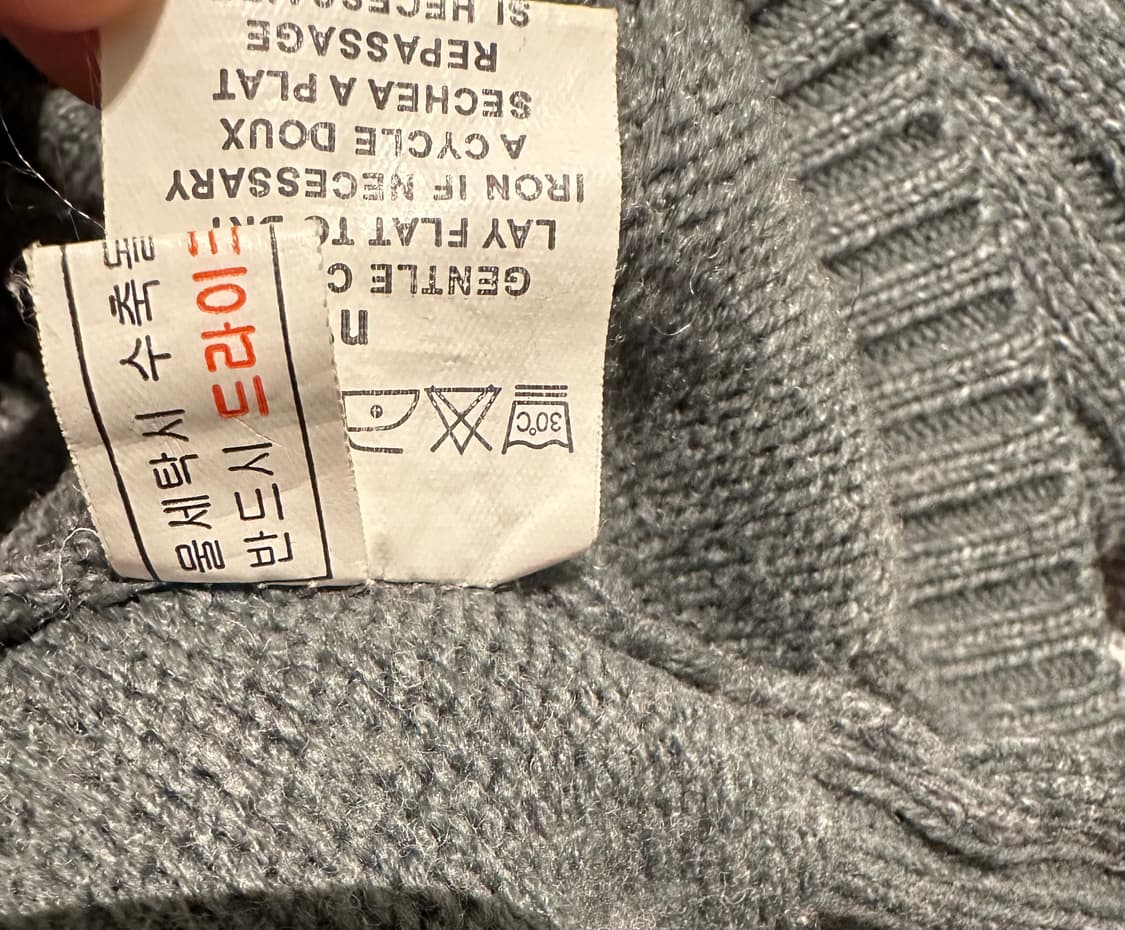 30°C
GENTLE
LAY FLAT
IRON IF NECESSARY
A CYCLE DOUX
SECHEA A PLAT
REPASSAGE
SI
물세탁시 수축
반드시 드라이